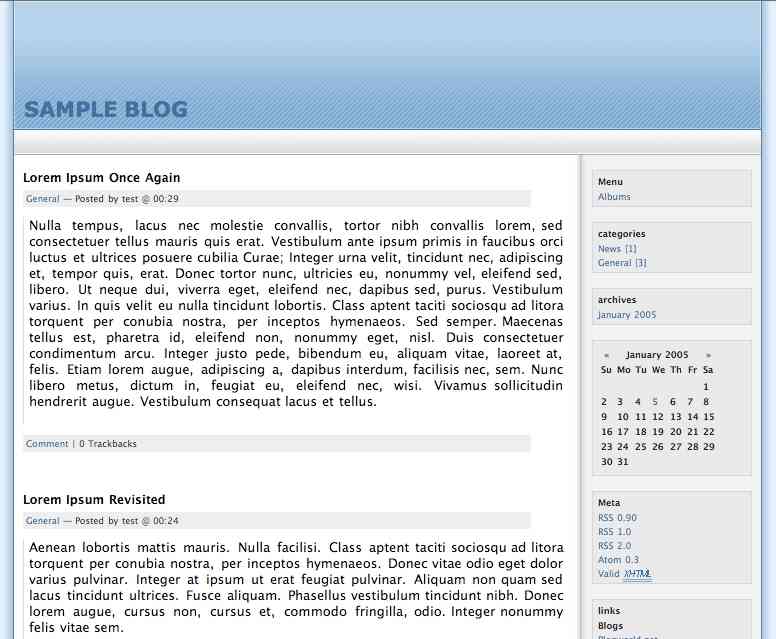 SAMPLE BLOG
Lorem Ipsum Once Again
General — Posted by test @ 00:29
Nulla tempus, lacus nec molestie convallis, tortor nibh convallis lorem, sed
consectetuer tellus mauris quis erat. Vestibulum ante ipsum primis in faucibus orci
luctus et ultrices posuere cubilia Curae; Integer urna velit, tincidunt nec, adipiscing
et, tempor quis, erat. Donec tortor nunc, ultricies eu, nonummy vel, eleifend sed,
libero. Ut neque dui, viverra eget, eleifend nec, dapibus sed, purus. Vestibulum
varius. In quis velit eu nulla tincidunt lobortis. Class aptent taciti sociosqu ad litora
torquent per conubia nostra, per inceptos hymenaeos. Sed semper. Maecenas
tellus est, pharetra id, eleifend non, nonummy eget, nisl. Duis consectetuer
condimentum arcu. Integer justo pede, bibendum eu, aliquam vitae, laoreet at,
felis. Etiam lorem augue, adipiscing a, dapibus interdum, facilisis nec, sem. Nunc
libero metus, dictum in, feugiat eu, eleifend nec, wisi. Vivamus sollicitudin
hendrerit augue. Vestibulum consequat lacus et tellus.
Comment | 0 Trackbacks
Lorem Ipsum Revisited
General — Posted by test @ 00:24
Aenean lobortis mattis mauris. Nulla facilisi. Class aptent taciti sociosqu ad litora
torquent per conubia nostra, per inceptos hymenaeos. Donec vitae odio eget dolor
varius pulvinar. Integer at ipsum ut erat feugiat pulvinar. Aliquam non quam sed
lacus tincidunt ultrices. Fusce aliquam. Phasellus vestibulum tincidunt nibh. Donec
lorem augue, cursus non, cursus et, commodo fringilla, odio. Integer nonummy
felis vitae sem.
Menu
Albums
categories
News [1]
General [3]
archives
January 2005
« January 2005 »
Su Mo Tu We Th Fr Sa
1
2 3 4 5 6 7 8
9 10 11 12 13 14 15
16 17 18 19 20 21 22
23 24 25 26 27 28 29
30 31
Meta
RSS 0.90
RSS 1.0
RSS 2.0
Atom 0.3
Valid XHTML
links
Blogs